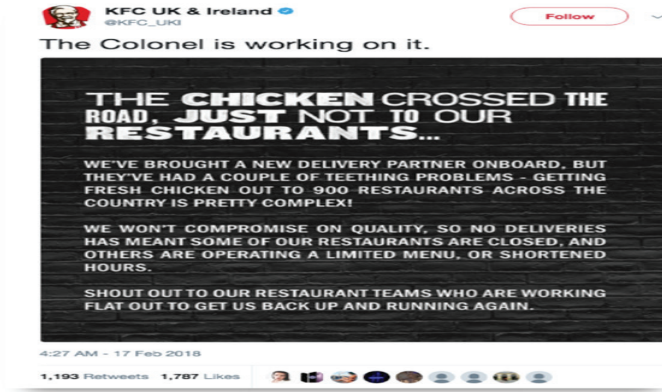 KFC UK & Ireland
@KFC_UKI
Follow
The Colonel is working on it.
THE CHICKEN CROSSED THE
ROAD, JUST NOT TO OUR
RESTAURANTS...
WE'VE BROUGHT A NEW DELIVERY PARTNER ONBOARD, BUT
THEY'VE HAD A COUPLE OF TEETHING PROBLEMS - GETTING
FRESH CHICKEN OUT TO 900 RESTAURANTS ACROSS THE
COUNTRY IS PRETTY COMPLEX!
WE WON'T COMPROMISE ON QUALITY, SO NO DELIVERIES
HAS MEANT SOME OF OUR RESTAURANTS ARE CLOSED, AND
OTHERS ARE OPERATING A LIMITED MENU, OR SHORTENED
HOURS.
SHOUT OUT TO OUR RESTAURANT TEAMS WHO ARE WORKING
FLAT OUT TO GET US BACK UP AND RUNNING AGAIN.
4:27 AM - 17 Feb 2018
1,193 Retweets 1,787 Likes